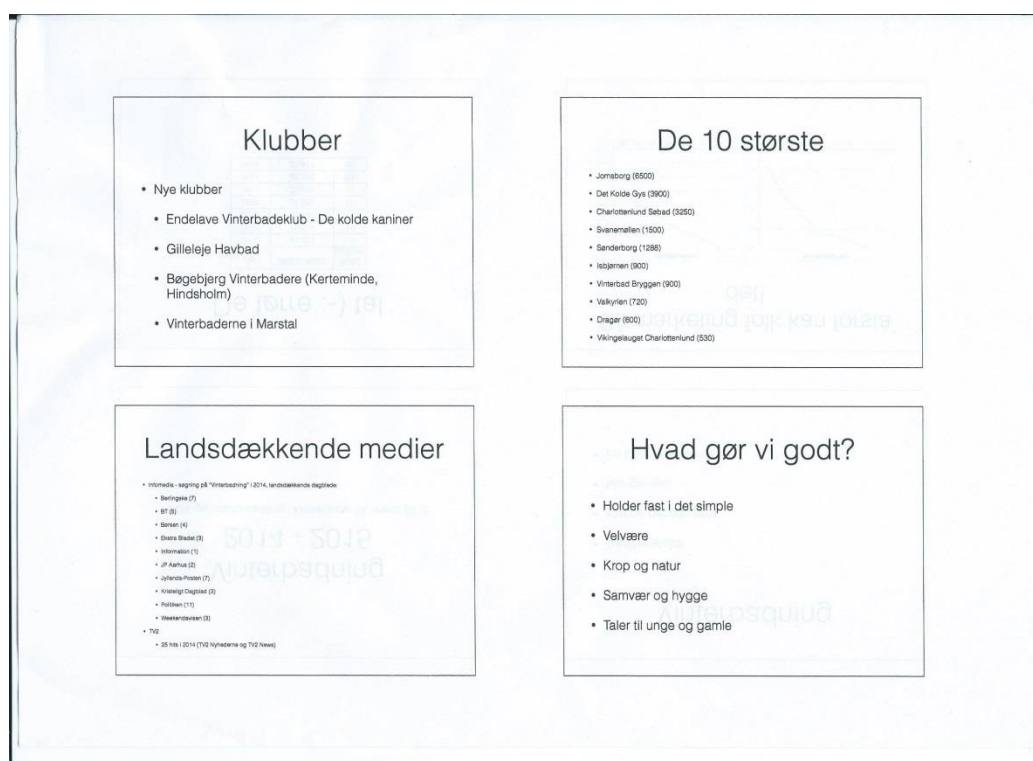 Klubber
• Nye klubber
• Endelave Vinterbadeklub - De kolde kaniner
• Gilleleje Havbad
• Bøgebjerg Vinterbadere (Kerteminde,
Hindsholm)
• Vinterbaderne i Marstal
De 10 største
• Jomsborg (6500)
• Det Kolde Gys (3900)
• Charlottenlund Søbad (3250)
• Svanemøllen (1500)
• Sønderborg (1288)
• Isbjørnen (900)
• Vinterbad Bryggen (900)
• Valkyrien (720)
• Dragør (600)
• Vikingelauget Charlottenlund (530)
Landsdækkende medier
• Infomedia - søgning på "Vinterbadning" i 2014, landsdækkende dagblade:
• Berlingske (7)
• BT (5)
• Børsen (4)
• Ekstra Bladet (3)
• Information (1)
• JP Aarhus (2)
• Jyllands-Posten (7)
• Kristeligt Dagblad (3)
• Politiken (11)
• Weekendavisen (3)
• TV2
• 25 hits i 2014 (TV2 Nyhederne og TV2 News)
Hvad gør vi godt?
• Holder fast i det simple
• Velvære
• Krop og natur
• Samvær og hygge
• Taler til unge og gamle